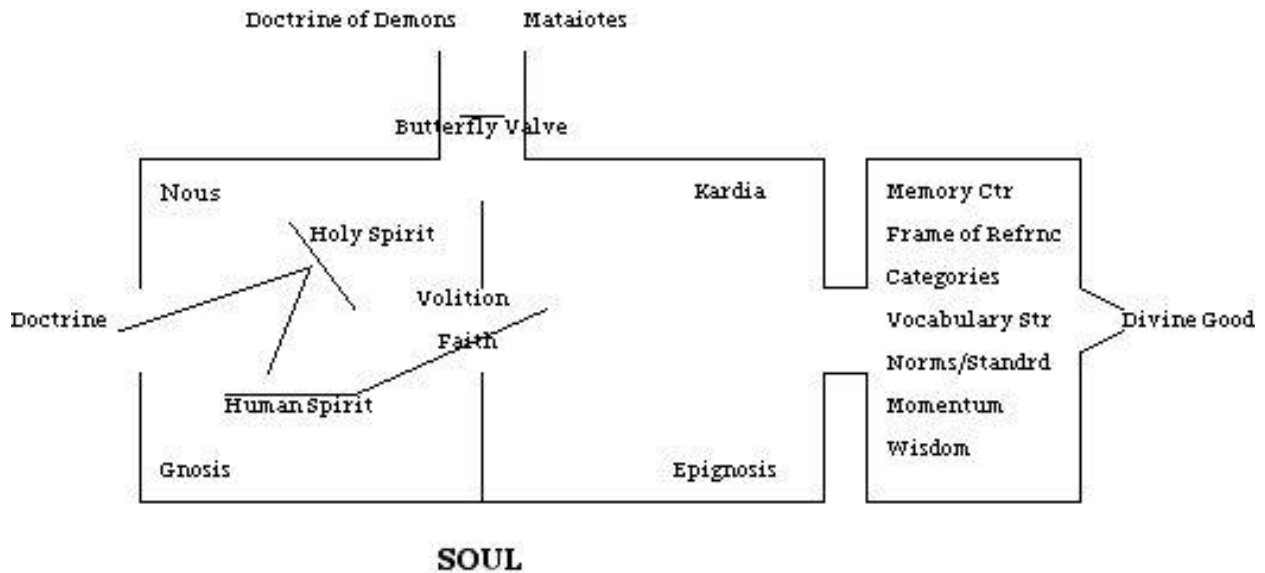 Doctrine of Demons Mataiotes
Butterfly Valve
Nous Kardia Memory Ctr
Holy Spirit Frame of Refrnc
Categories
Volition
Doctrine Vocabulary Str Divine Good
Faith
Norms/Standrd
Human Spirit Momentum
Wisdom
Gnosis Epignosis
SOUL